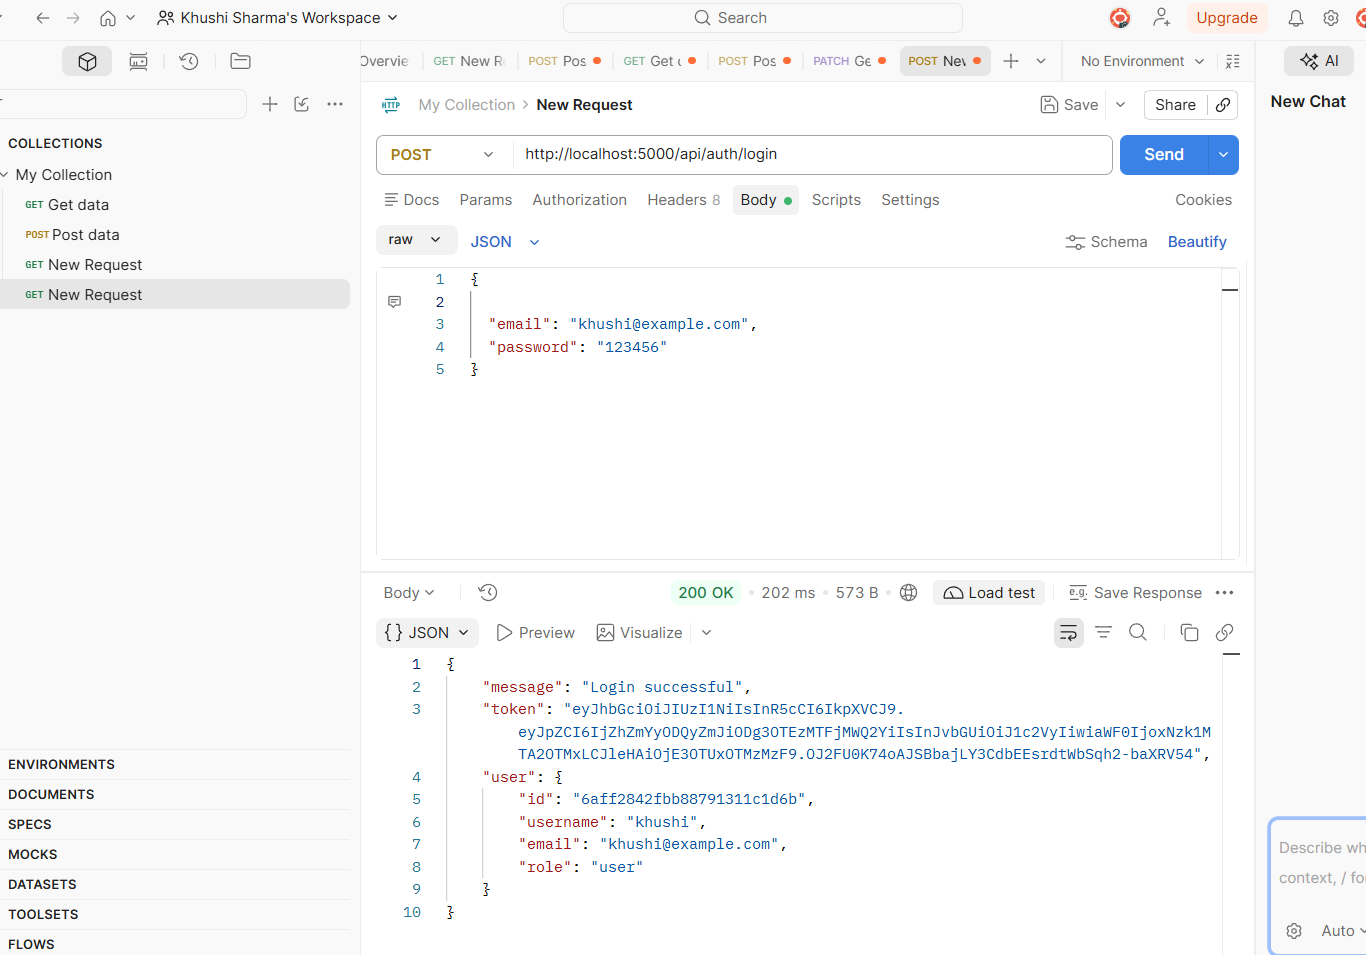 Khushi Sharma's Workspace
Search
Upgrade
Overvie
GET New R
POST Pos
GET Get
POST Pos
PATCH Ge
POST Nev
No Environment
AI
My Collection > New Request
Save
Share
New Chat
COLLECTIONS
My Collection
GET Get data
POST Post data
GET New Request
GET New Request
POST
http://localhost:5000/api/auth/login
Send
Docs
Params
Authorization
Headers 8
Body
Scripts
Settings
Cookies
raw
JSON
Schema
Beautify
1 {
2
3 "email": "khushi@example.com",
4 "password": "123456"
5 }
Body
200 OK
202 ms
573 B
Load test
e.g. Save Response
{} JSON
Preview
Visualize
1 {
2 "message": "Login successful",
3 "token": "eyJhbGciOiJIUzI1NiIsInR5cCI6IkpXVCJ9.
eyJpZCI6IjZhZmYyODQyZmJiODg3OTEzMTFjMWQ2YiIsInJvbGUiOiJ1c2VyIiwiaWF0IjoxNzk1M
TA2OTMxLCJleHAiOjE3OTUxOTMzMzF9.OJ2FU0K74oAJSBbajLY3CdbEEsrdtWbSqh2-baXRV54",
4 "user": {
5 "id": "6aff2842fbb88791311c1d6b",
6 "username": "khushi",
7 "email": "khushi@example.com",
8 "role": "user"
9 }
10 }
ENVIRONMENTS
DOCUMENTS
SPECS
MOCKS
DATASETS
TOOLSETS
FLOWS
Describe wh
context, / fo
Auto